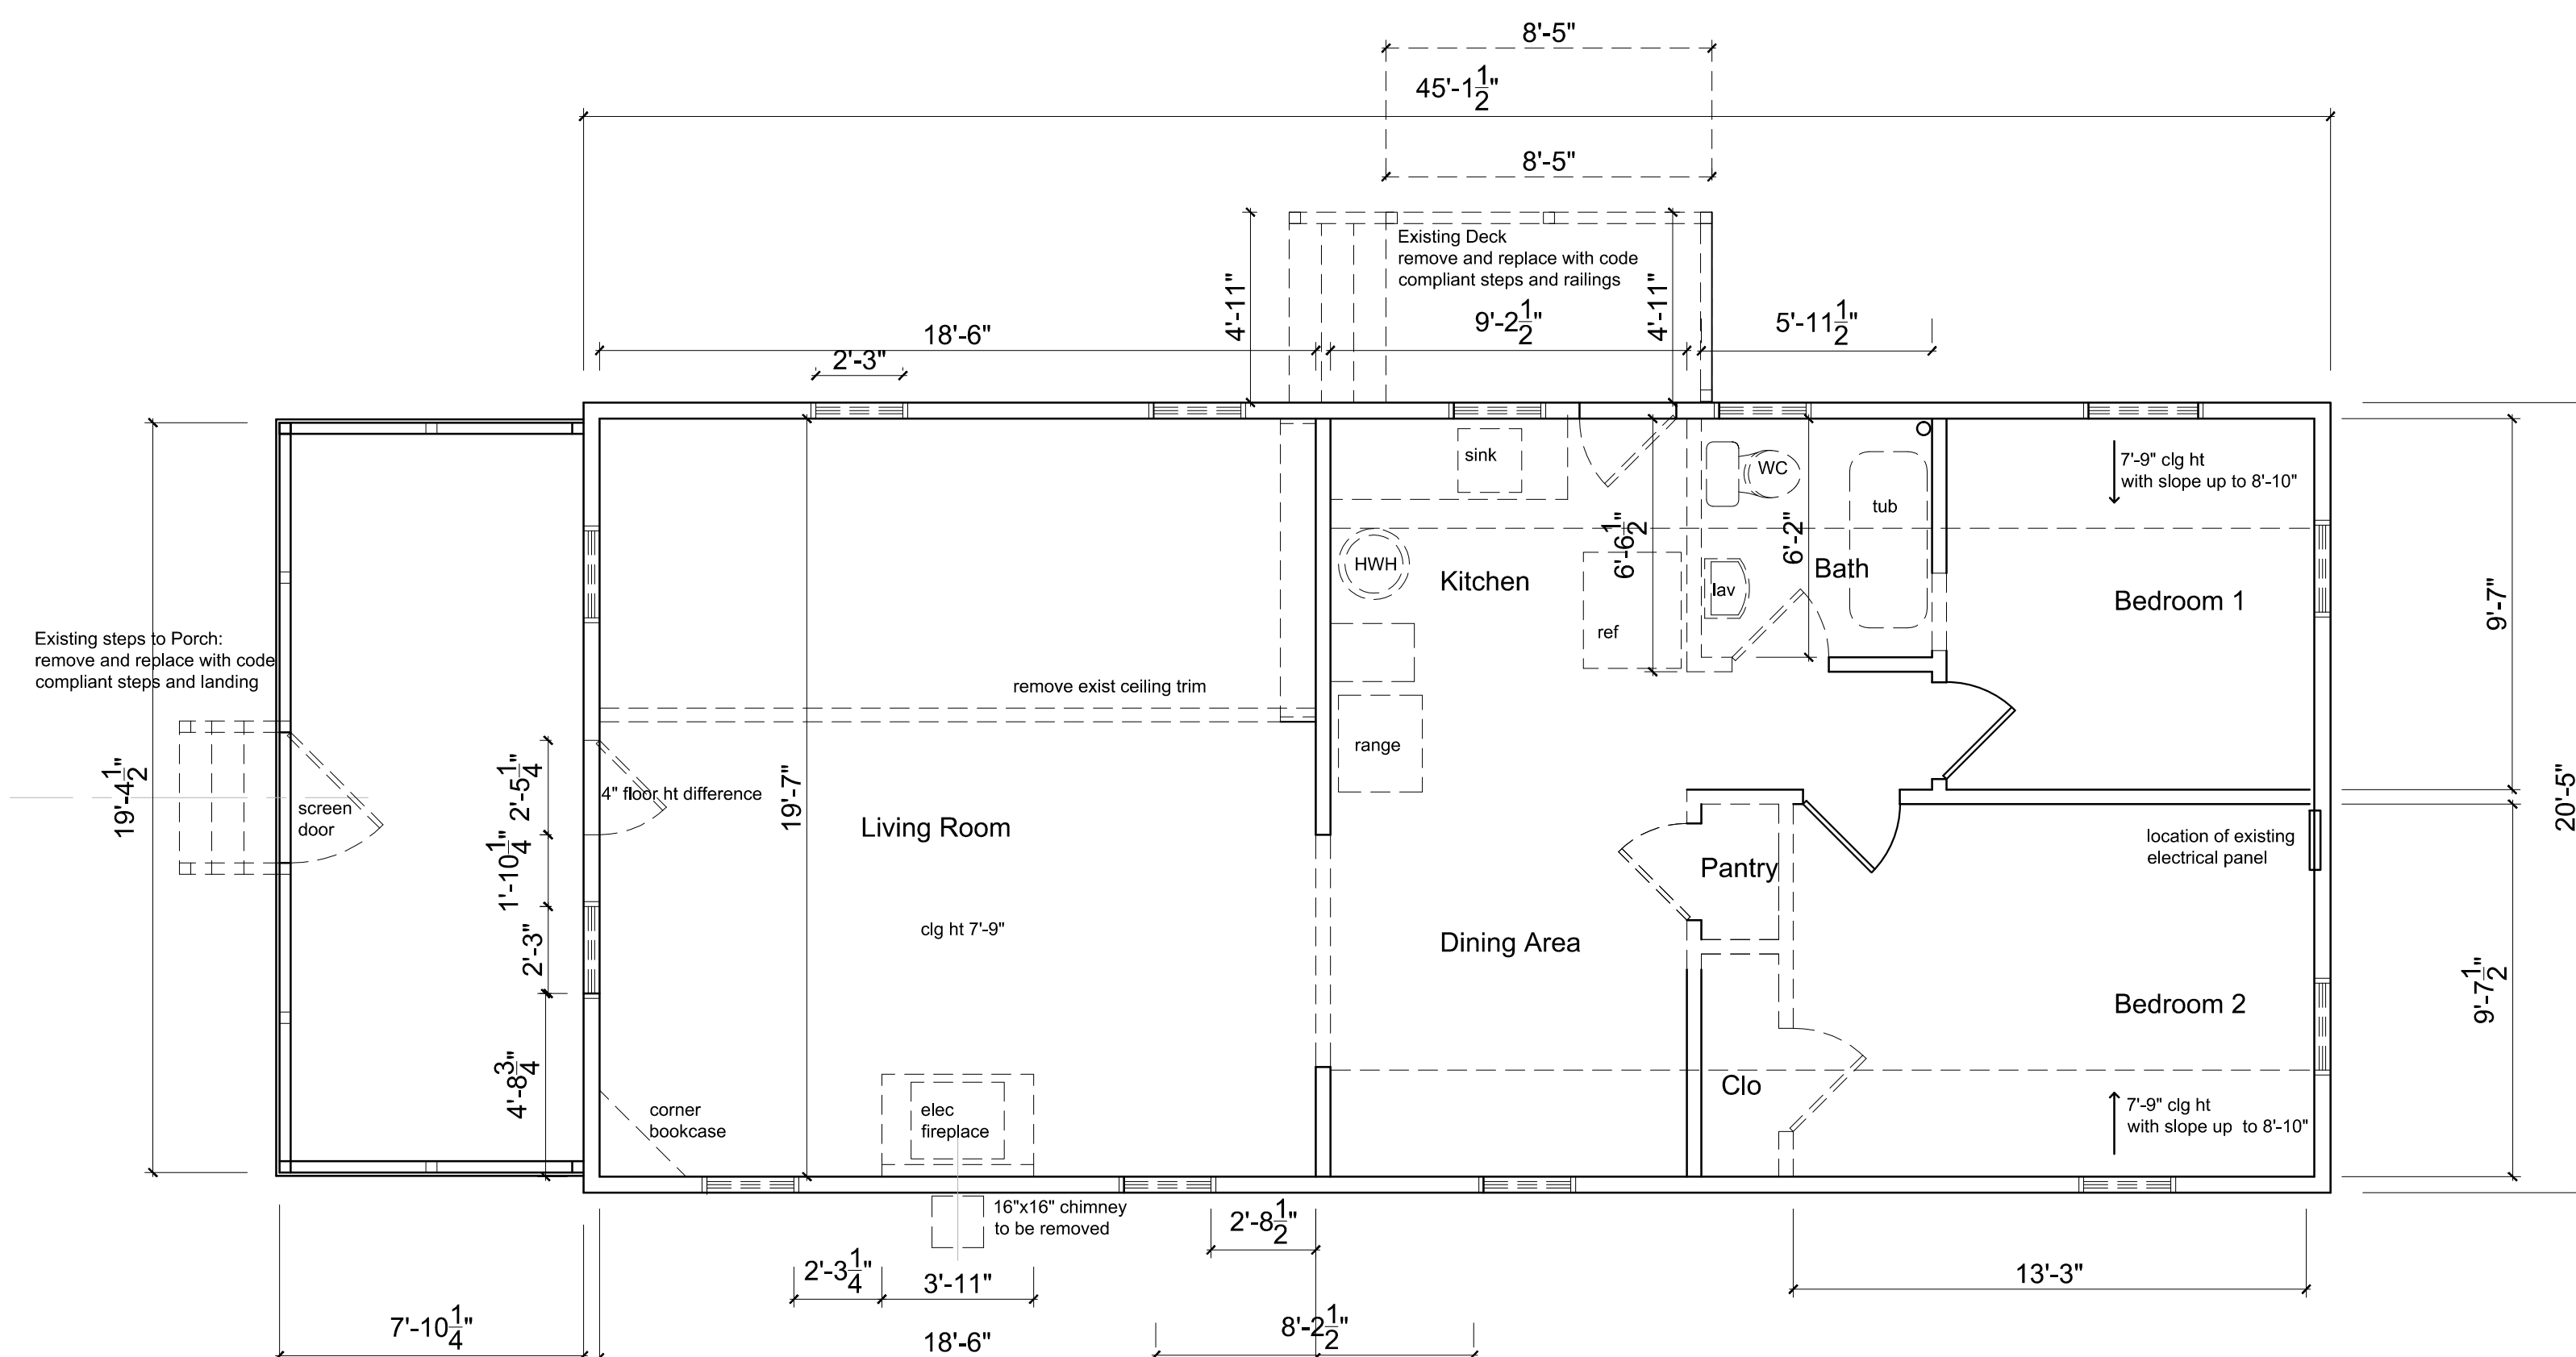 8'-5"
45'-1 1/2"
8'-5"
Existing Deck
remove and replace with code
compliant steps and railings
4'-11"
4'-11"
18'-6"
9'-2 1/2"
5'-11 1/2"
2'-3"
sink
WC
tub
7'-9" clg ht
with slope up to 8'-10"
HWH
Kitchen
6'-6 1/2"
6'-2"
Bath
lav
ref
Bedroom 1
9'-7"
Existing steps to Porch:
remove and replace with code
compliant steps and landing
remove exist ceiling trim
range
19'-4 1/2"
screen
door
2'-5 1/4"
4" floor ht difference
19'-7"
Living Room
1'-10 1/4"
Pantry
location of existing
electrical panel
20'-5"
clg ht 7'-9"
2'-3"
Dining Area
Bedroom 2
9'-7 1/2"
4'-8 3/4"
corner
bookcase
elec
fireplace
Clo
7'-9" clg ht
with slope up  to 8'-10"
16"x16" chimney
to be removed
2'-8 1/2"
2'-3 1/4"
3'-11"
13'-3"
7'-10 1/4"
18'-6"
8'-2 1/2"